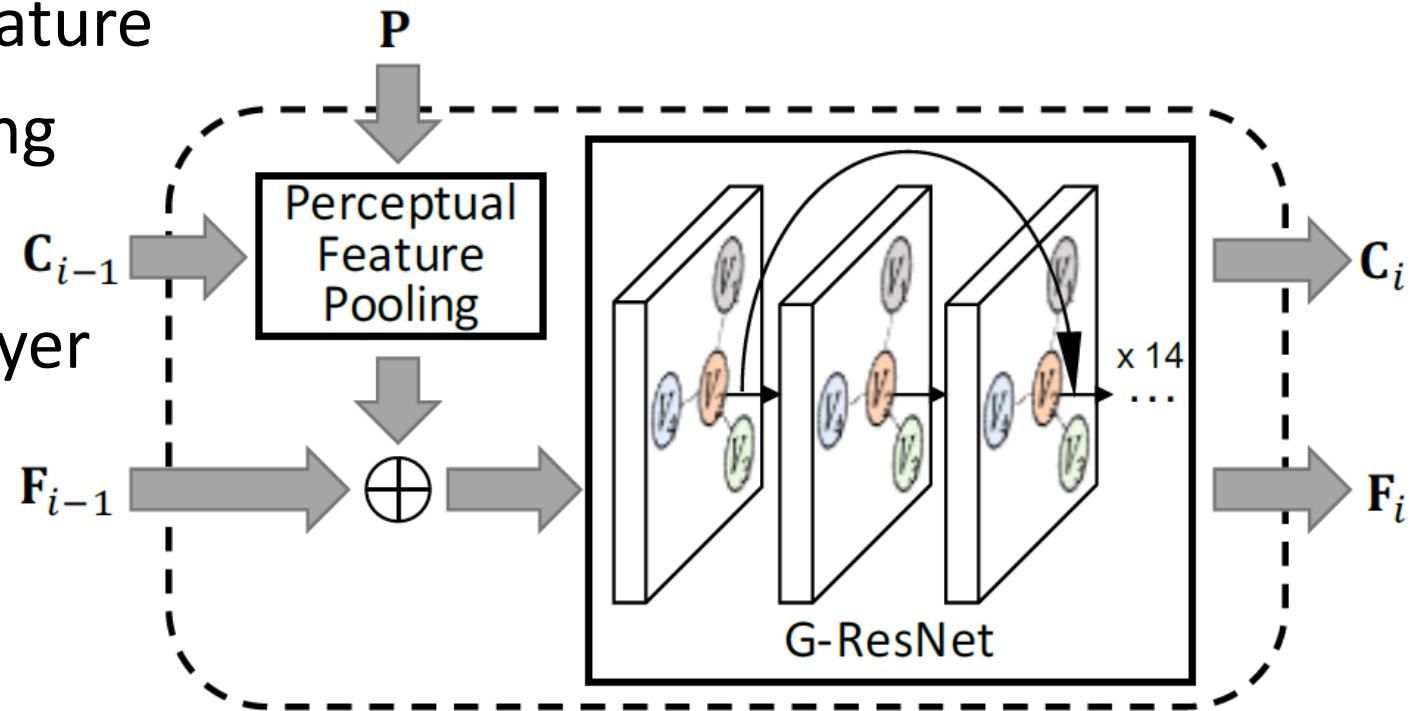 ature
P
ng
Perceptual
Feature
Pooling
C_{i-1}
C_i
yer
x 14
...
F_{i-1}
F_i
G-ResNet